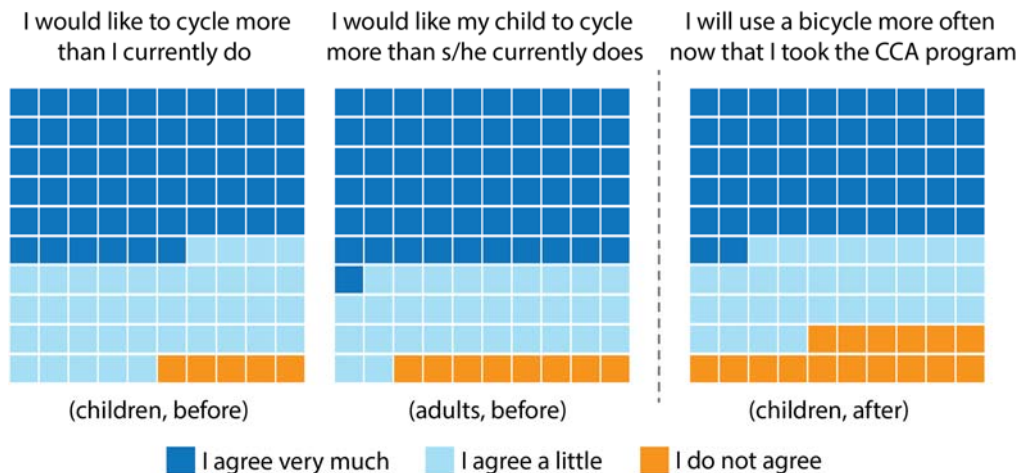 I would like to cycle more
than I currently do
I would like my child to cycle
more than s/he currently does
I will use a bicycle more often
now that I took the CCA program
(children, before)
(adults, before)
(children, after)
I agree very much
I agree a little
I do not agree